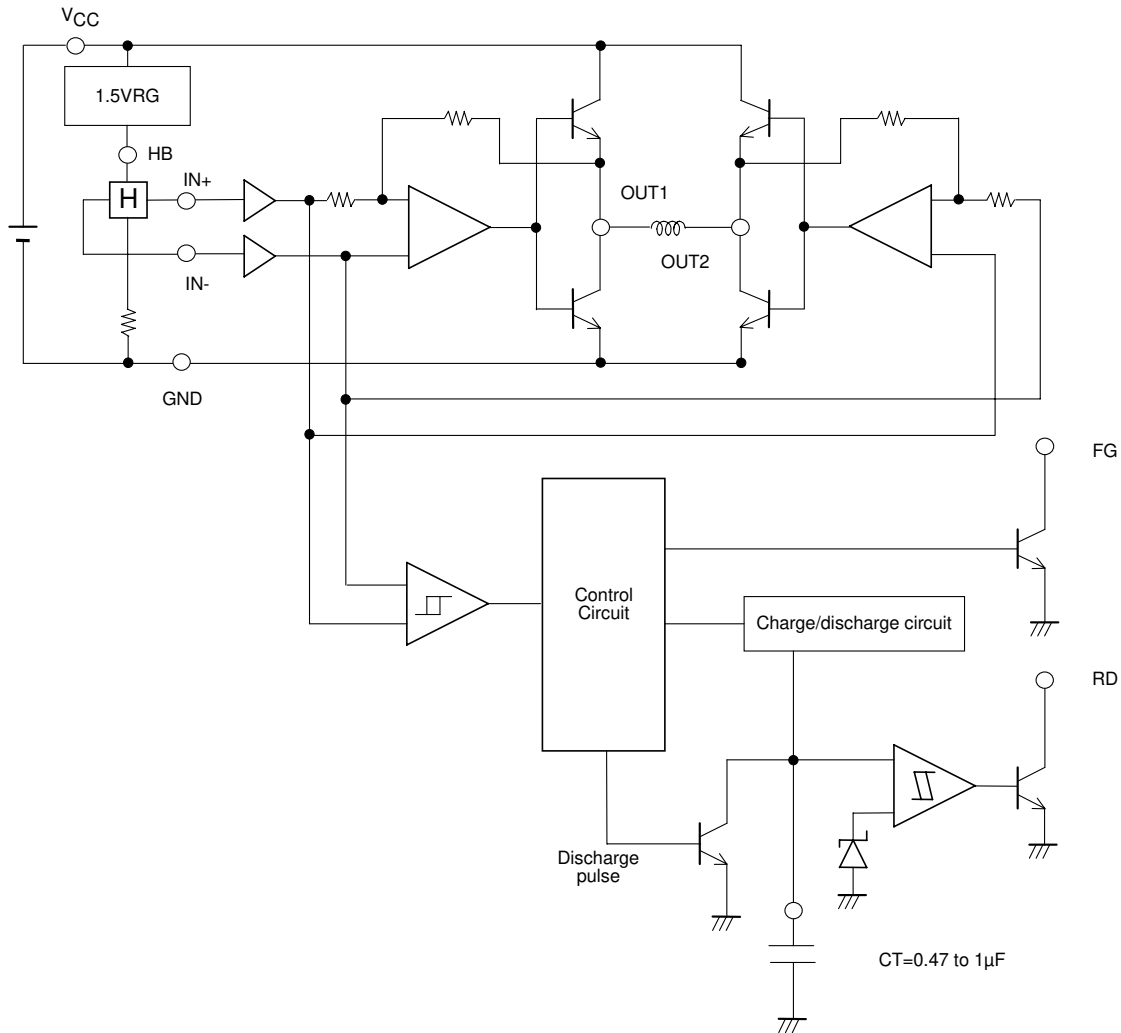 VCC
1.5VRG
HB
H
IN+
IN-
OUT1
OUT2
GND
FG
Control
Circuit
Charge/discharge circuit
RD
Discharge
pulse
CT=0.47 to 1µF